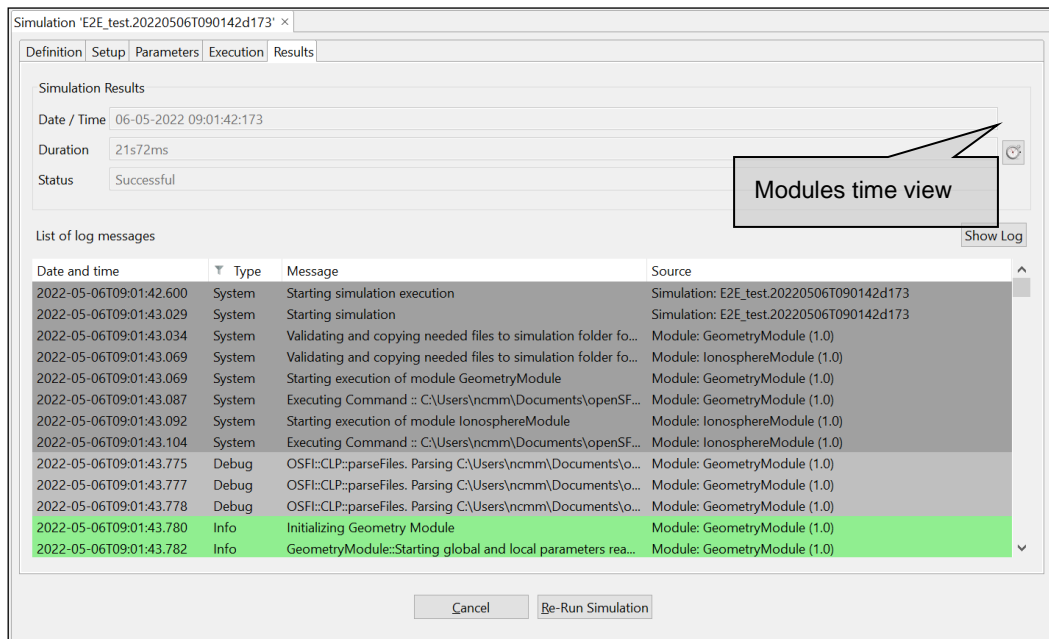 Simulation 'E2E_test.20220506T090142d173' ×
Definition Setup Parameters Execution Results
Simulation Results
Date / Time 06-05-2022 09:01:42:173
Duration 21s72ms
Status Successful
Modules time view
List of log messages Show Log
Date and time Type Message Source
2022-05-06T09:01:42.600 System Starting simulation execution Simulation: E2E_test.20220506T090142d173
2022-05-06T09:01:43.029 System Starting simulation Simulation: E2E_test.20220506T090142d173
2022-05-06T09:01:43.034 System Validating and copying needed files to simulation folder fo... Module: GeometryModule (1.0)
2022-05-06T09:01:43.069 System Validating and copying needed files to simulation folder fo... Module: IonosphereModule (1.0)
2022-05-06T09:01:43.069 System Starting execution of module GeometryModule Module: GeometryModule (1.0)
2022-05-06T09:01:43.087 System Executing Command :: C:\Users\ncmm\Documents\openSF... Module: GeometryModule (1.0)
2022-05-06T09:01:43.092 System Starting execution of module IonosphereModule Module: IonosphereModule (1.0)
2022-05-06T09:01:43.104 System Executing Command :: C:\Users\ncmm\Documents\openSF... Module: IonosphereModule (1.0)
2022-05-06T09:01:43.775 Debug OSFI::CLP::parseFiles. Parsing C:\Users\ncmm\Documents\o... Module: GeometryModule (1.0)
2022-05-06T09:01:43.777 Debug OSFI::CLP::parseFiles. Parsing C:\Users\ncmm\Documents\o... Module: GeometryModule (1.0)
2022-05-06T09:01:43.778 Debug OSFI::CLP::parseFiles. Parsing C:\Users\ncmm\Documents\o... Module: GeometryModule (1.0)
2022-05-06T09:01:43.780 Info Initializing Geometry Module Module: GeometryModule (1.0)
2022-05-06T09:01:43.782 Info GeometryModule::Starting global and local parameters rea... Module: GeometryModule (1.0)
Cancel Re-Run Simulation